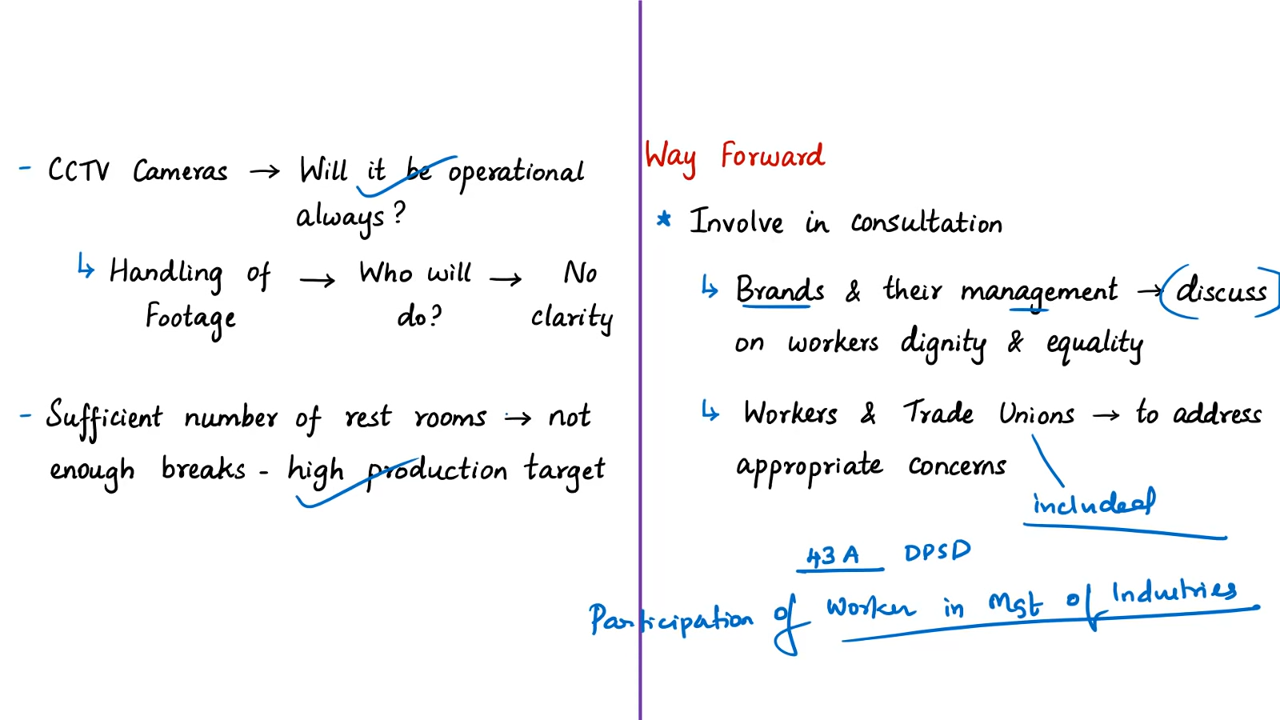 - CCTV Cameras → Will it be operational
always?
↳ Handling of → Who will → No
Footage do? clarity
- Sufficient number of rest rooms → not
enough breaks - high production target
Way Forward
* Involve in consultation
↳ Brands & their management → (discuss)
on workers dignity & equality
↳ Workers & Trade Unions → to address
appropriate concerns
included
43A DPSD
Participation of Worker in Mgt of Industries